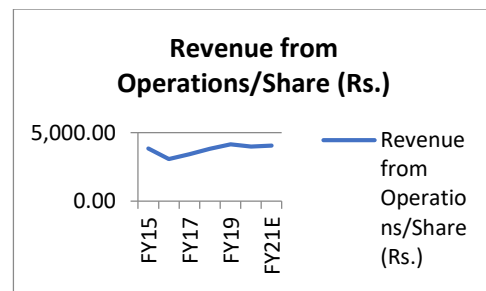 Revenue from
Operations/Share (Rs.)
5,000.00
0.00
FY15
FY17
FY19
FY21E
Revenue
from
Operatio
ns/Share
(Rs.)